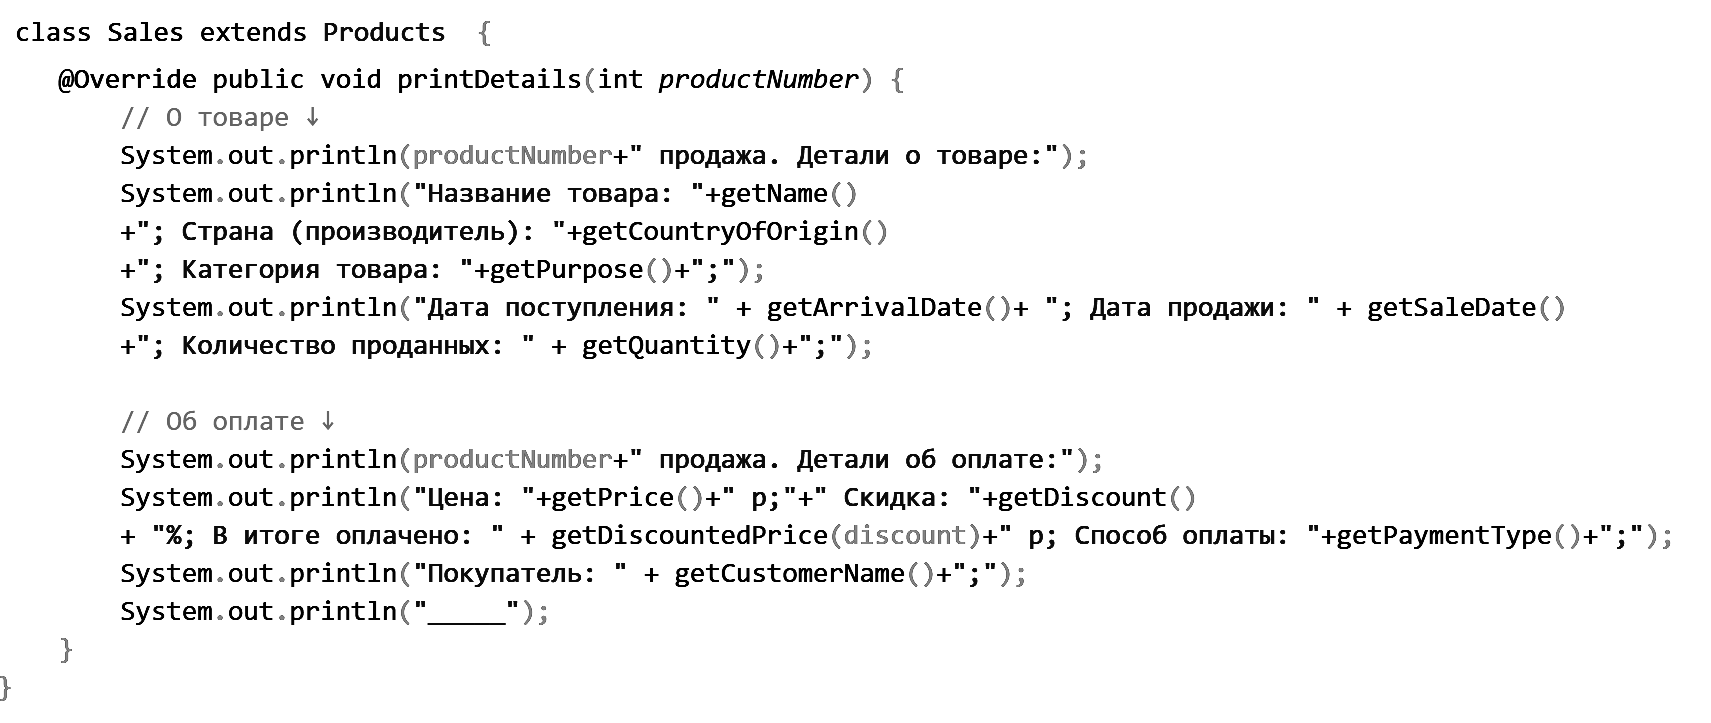 class Sales extends Products  {
@Override public void printDetails(int productNumber) {
// О товаре ↓
System.out.println(productNumber+" продажа. Детали о товаре:");
System.out.println("Название товара: "+getName()
+"; Страна (производитель): "+getCountryOfOrigin()
+"; Категория товара: "+getPurpose()+";");
System.out.println("Дата поступления: " + getArrivalDate()+ "; Дата продажи: " + getSaleDate()
+"; Количество проданных: " + getQuantity()+";");
// Об оплате ↓
System.out.println(productNumber+" продажа. Детали об оплате:");
System.out.println("Цена: "+getPrice()+" р;"+" Скидка: "+getDiscount()
+ "%; В итоге оплачено: " + getDiscountedPrice(discount)+" р; Способ оплаты: "+getPaymentType()+";");
System.out.println("Покупатель: " + getCustomerName()+";");
System.out.println("_____");
}
}